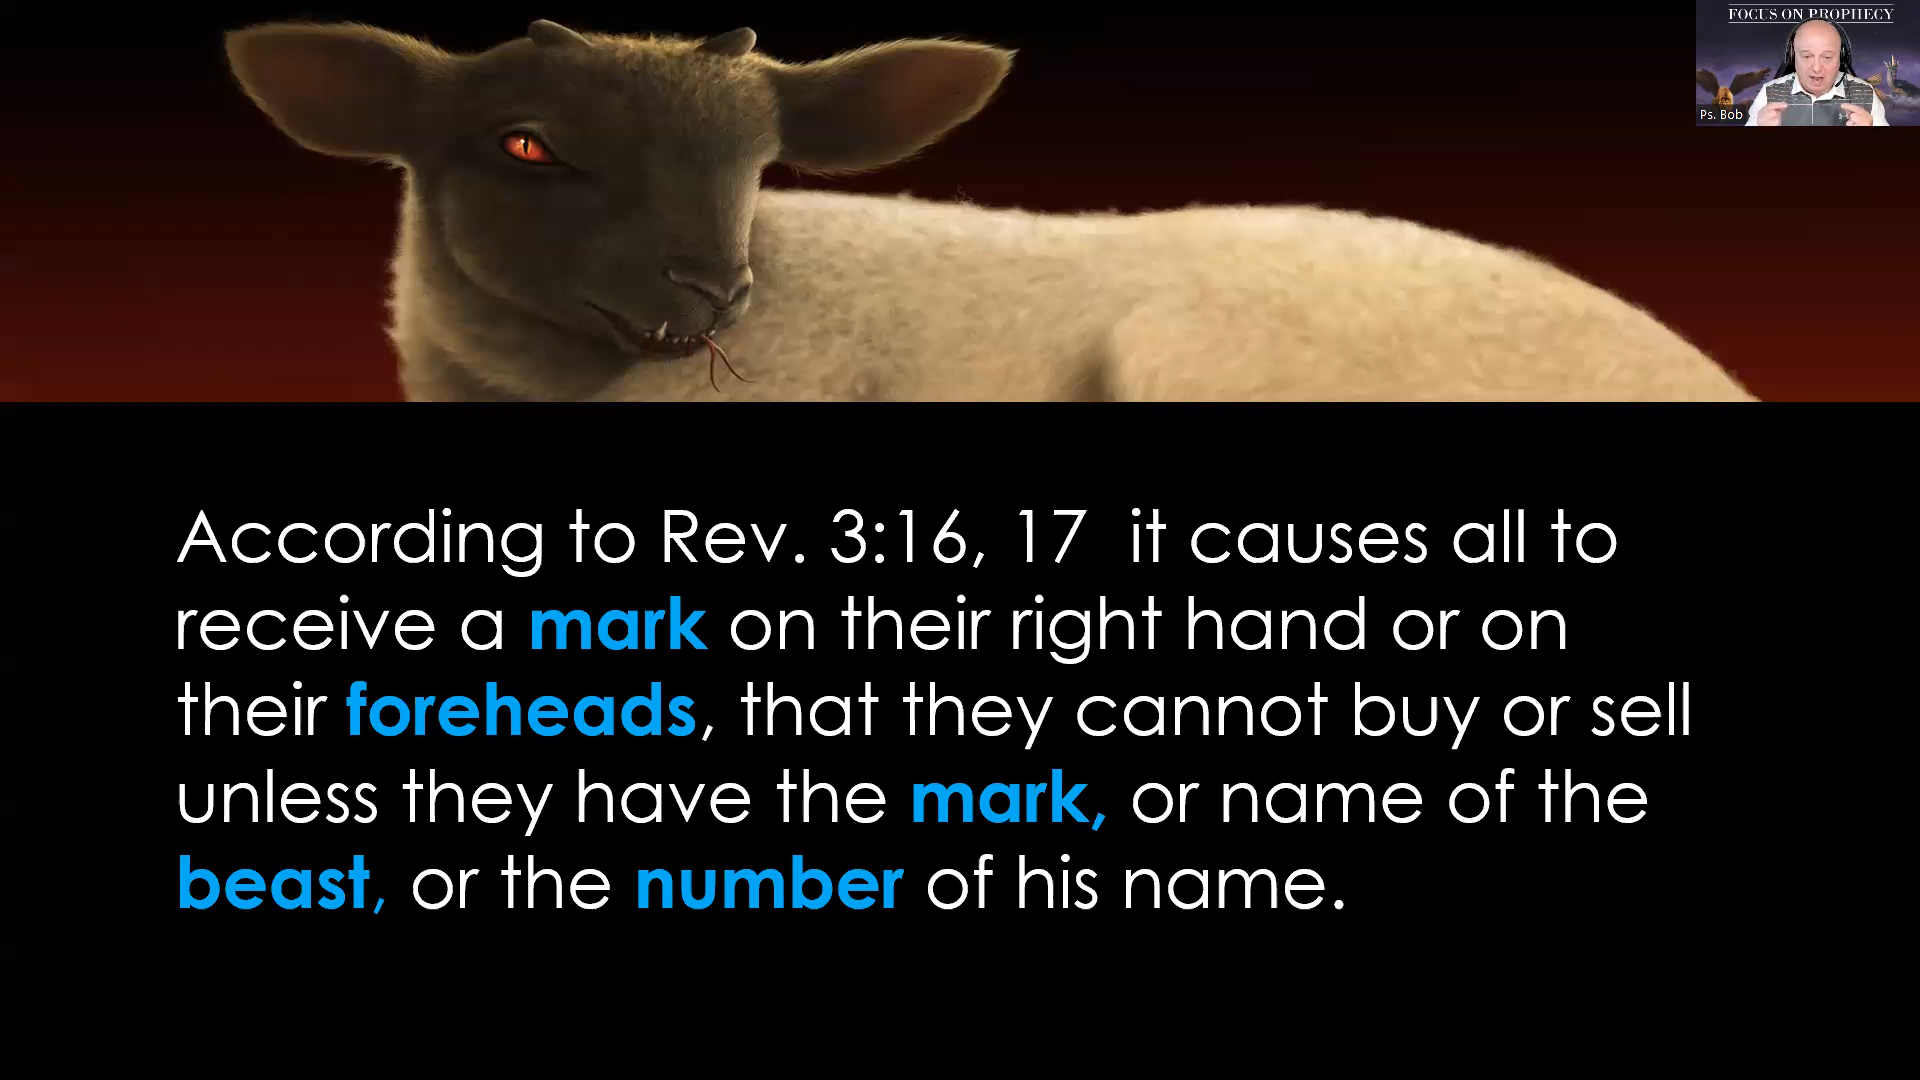 FOCUS ON PROPHECY
Ps. Bob
According to Rev. 3:16, 17  it causes all to
receive a mark on their right hand or on
their foreheads, that they cannot buy or sell
unless they have the mark, or name of the
beast, or the number of his name.